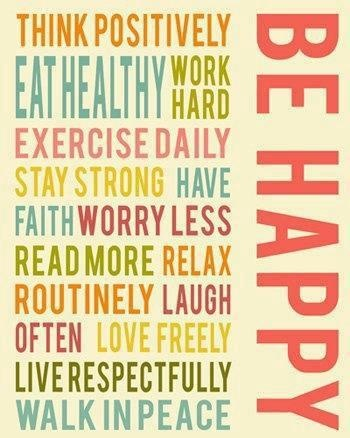 THINK POSITIVELY
EAT HEALTHY WORK HARD
EXERCISE DAILY
STAY STRONG HAVE
FAITH WORRY LESS
READ MORE RELAX
ROUTINELY LAUGH
OFTEN LOVE FREELY
LIVE RESPECTFULLY
WALK IN PEACE
BE HAPPY